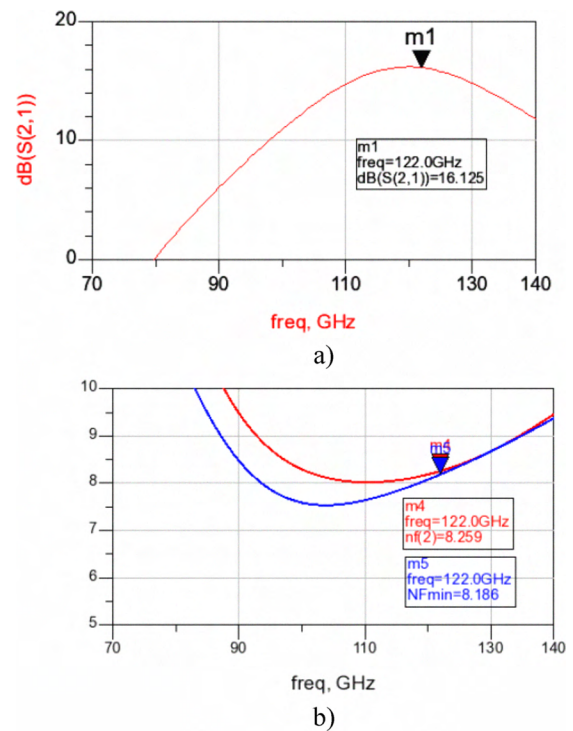 20
m1
dB(S(2,1))
10
m1
freq=122.0GHz
dB(S(2,1))=16.125
0
70 90 110 130 140
freq, GHz
a)
10
9
m4
m5
8
7
m4
freq=122.0GHz
nf(2)=8.259
6
m5
freq=122.0GHz
NFmin=8.186
5
70 90 110 130 140
freq, GHz
b)